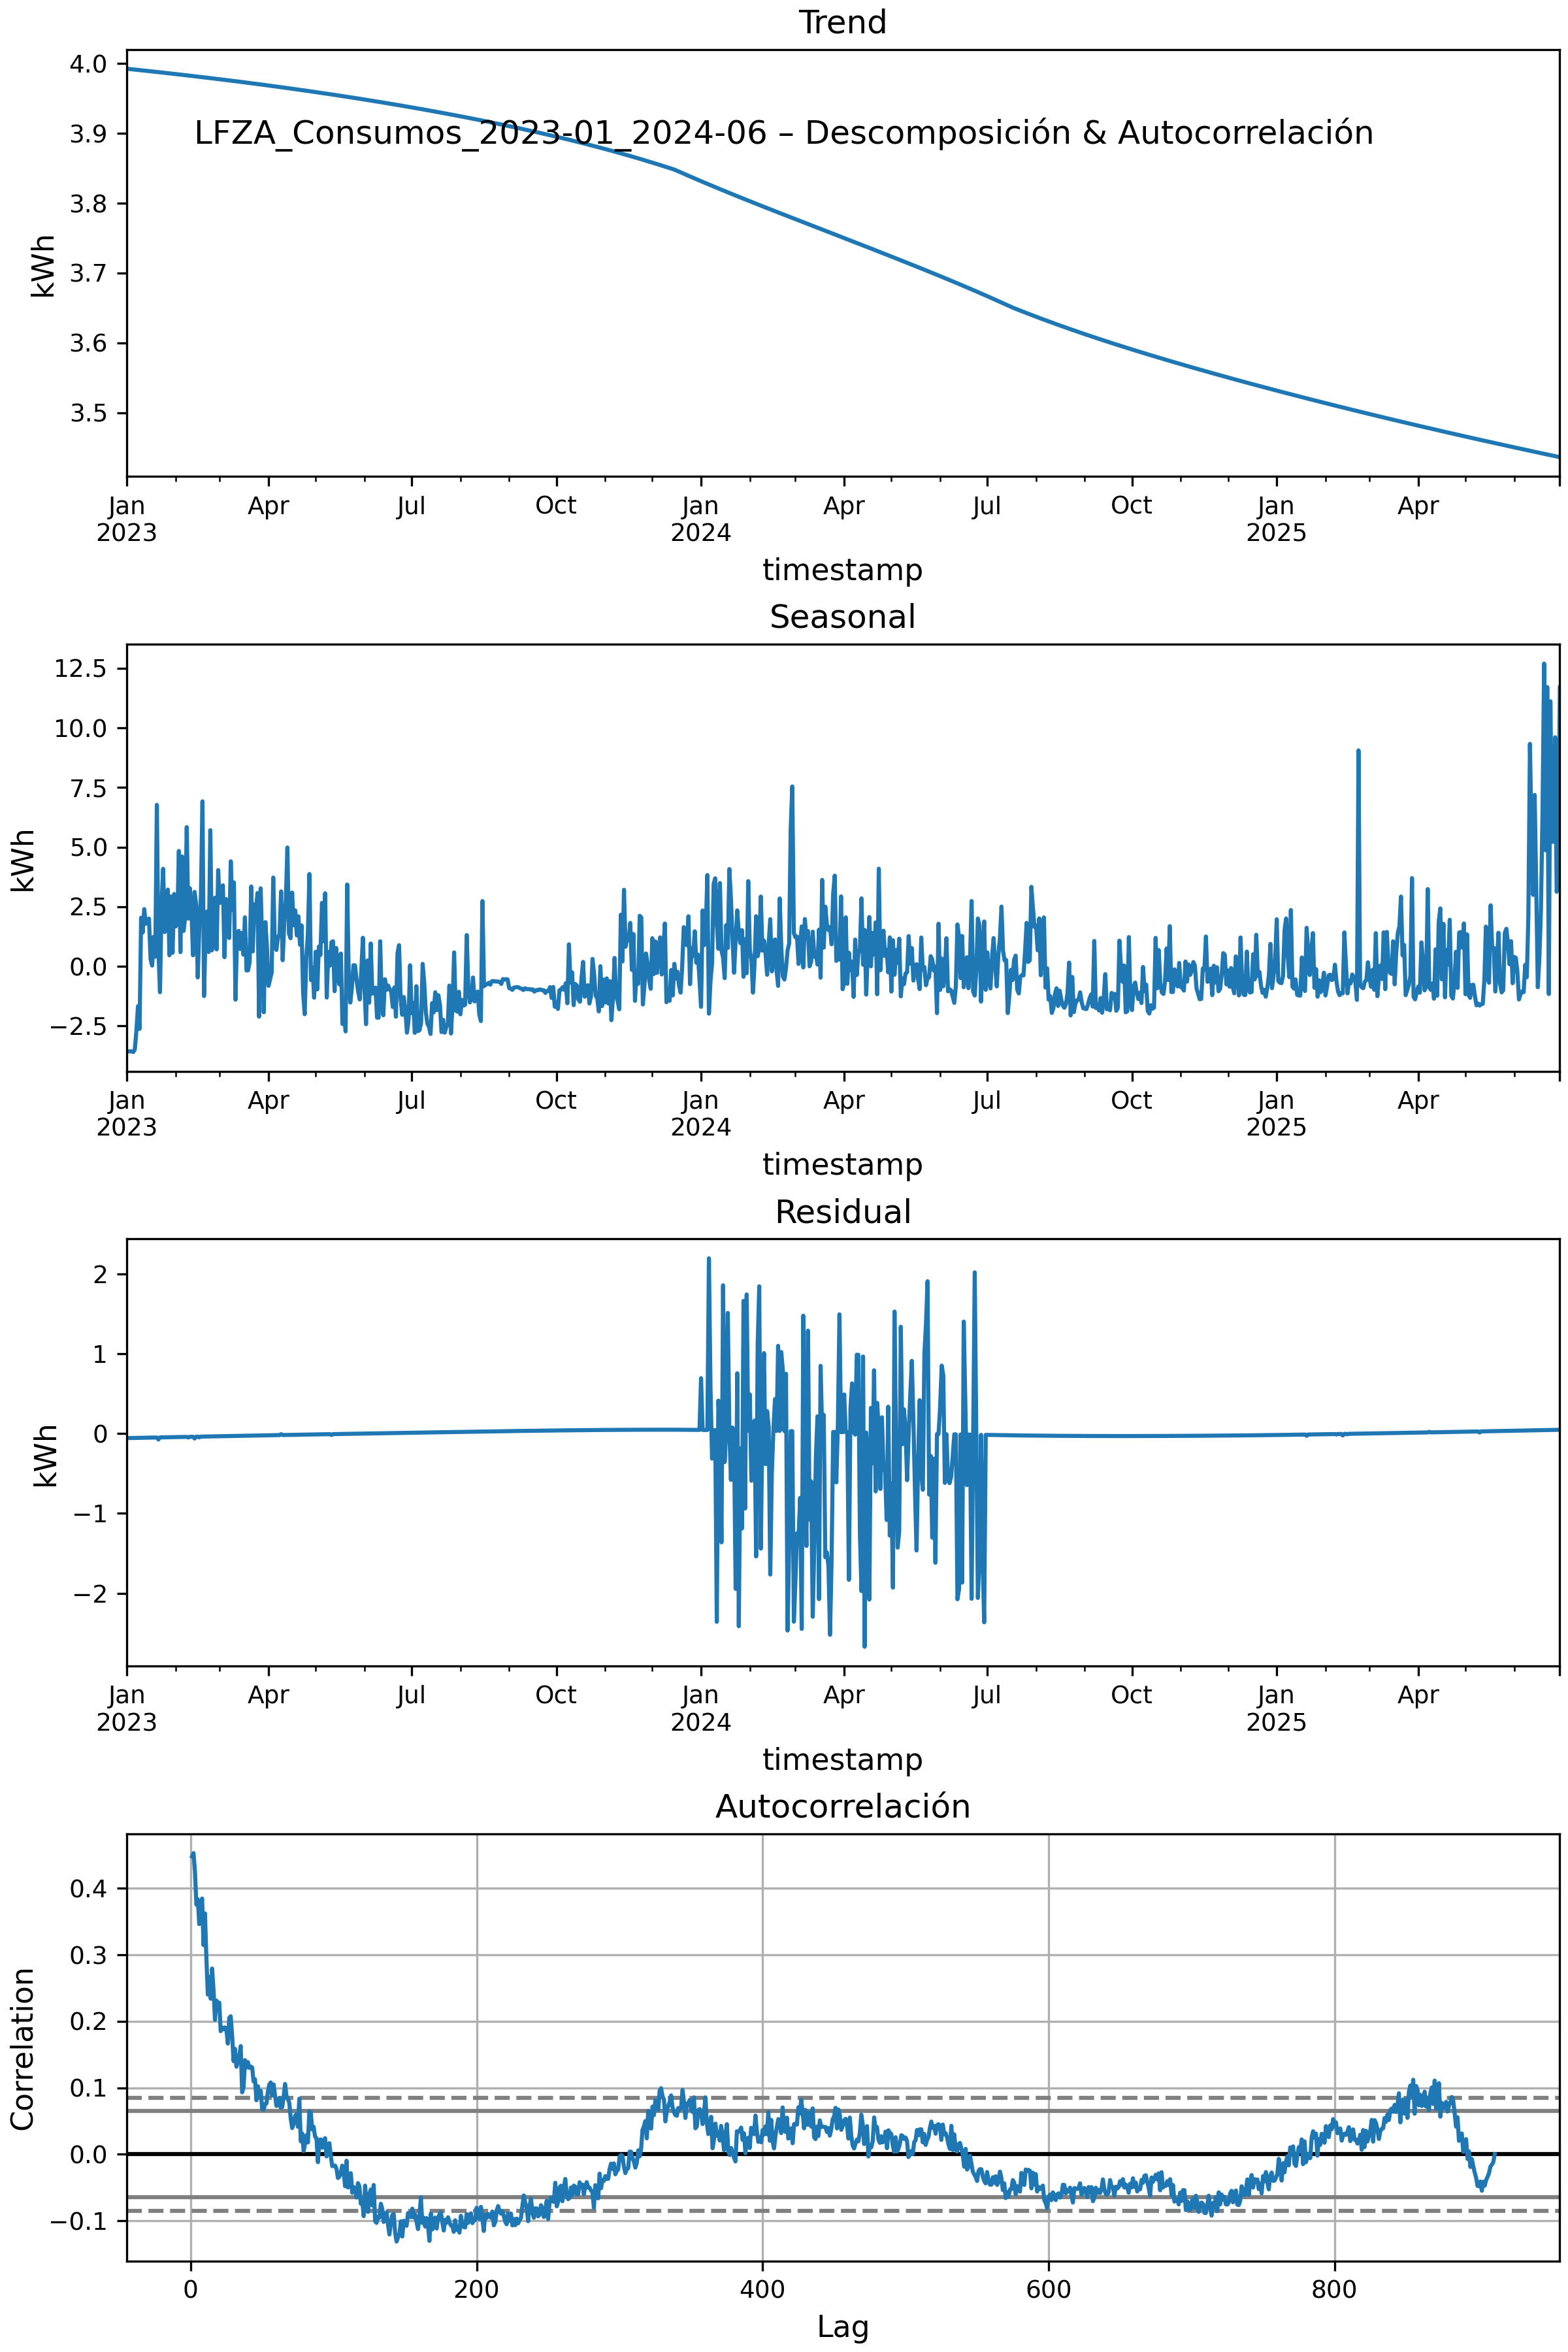 Trend
4.0
3.9
3.8
3.7
3.6
3.5
kWh
LFZA_Consumos_2023-01_2024-06 – Descomposición & Autocorrelación
Jan Apr Jul Oct Jan Apr Jul Oct Jan Apr
2023 2024 2025
timestamp
Seasonal
12.5
10.0
7.5
5.0
2.5
0.0
−2.5
kWh
Jan Apr Jul Oct Jan Apr Jul Oct Jan Apr
2023 2024 2025
timestamp
Residual
2
1
0
−1
−2
kWh
Jan Apr Jul Oct Jan Apr Jul Oct Jan Apr
2023 2024 2025
timestamp
Autocorrelación
0.4
0.3
0.2
0.1
0.0
−0.1
Correlation
0 200 400 600 800
Lag